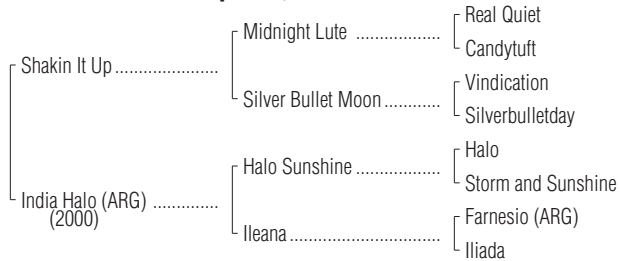 Real Quiet
Midnight Lute ..................
Candytuft
Shakin It Up ......................
Vindication
Silver Bullet Moon ............
Silverbulletday
Halo
Halo Sunshine ..................
Storm and Sunshine
India Halo (ARG) ..............
(2000)
Farnesio (ARG)
Ileana ................................
Iliada